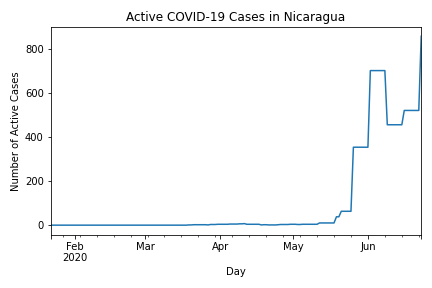 Active COVID-19 Cases in Nicaragua
Number of Active Cases
800
600
400
200
0
Feb
2020
Mar
Apr
May
Jun
Day